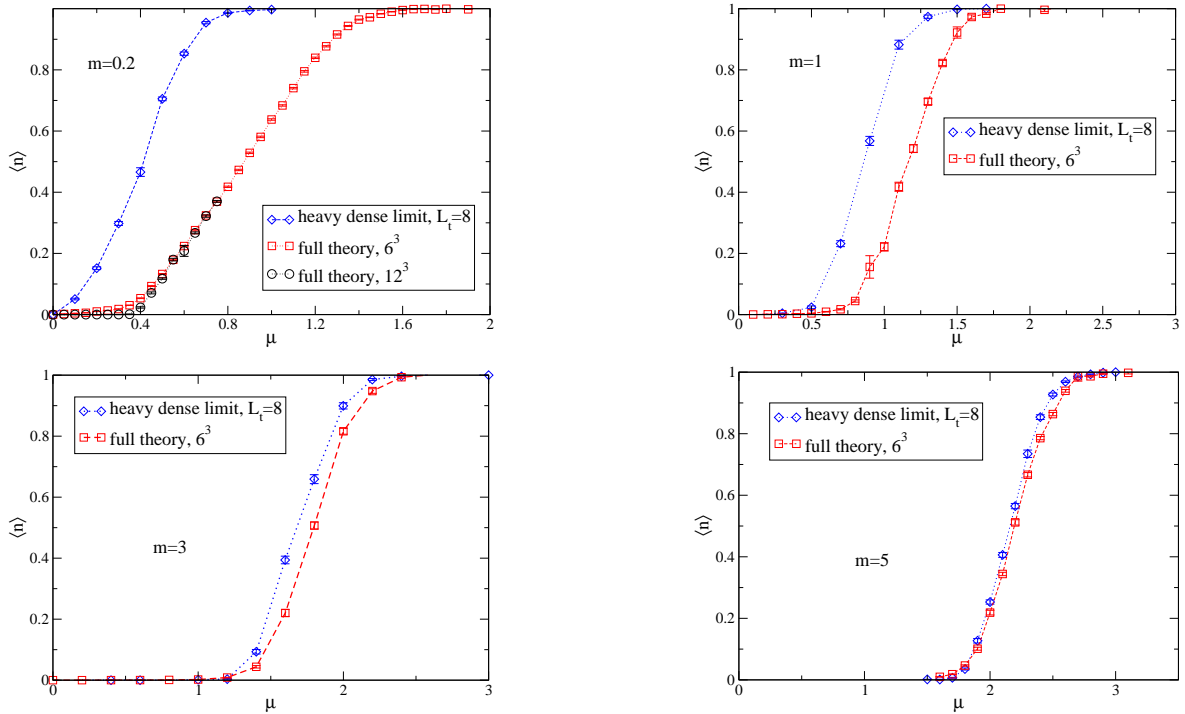 m=0.2
⟨n⟩
0
0.2
0.4
0.6
0.8
heavy dense limit, L_t=8
full theory, 6^3
full theory, 12^3
0 0.4 0.8 1.2 1.6 2
μ
m=1
⟨n⟩
0
0.2
0.4
0.6
0.8
heavy dense limit, L_t=8
full theory, 6^3
0.5 1 1.5 2 2.5 3
μ
1
0.8
0.6
0.4
0.2
0
⟨n⟩
heavy dense limit, L_t=8
full theory, 6^3
m=3
0 1 2 3
μ
1
0.8
0.6
0.4
0.2
0
⟨n⟩
heavy dense limit, L_t=8
full theory, 6^3
m=5
0 1 2 3
μ